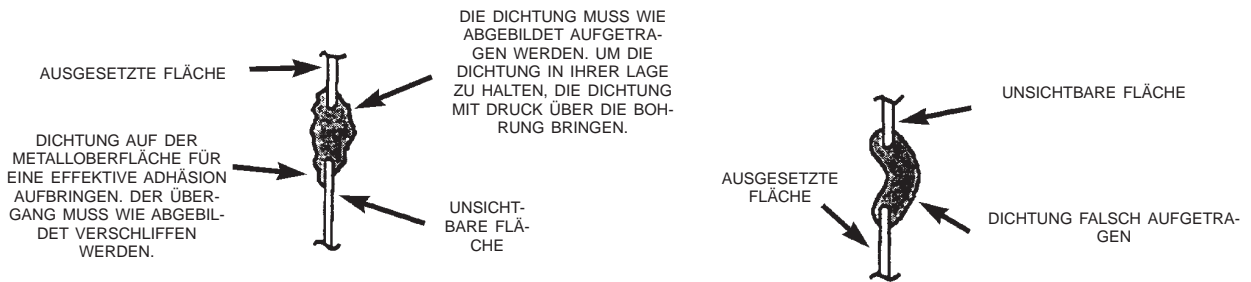 AUSGESETZTE FLÄCHE
DIE DICHTUNG MUSS WIE
ABGEBILDET AUFGETRA-
GEN WERDEN. UM DIE
DICHTUNG IN IHRER LAGE
ZU HALTEN, DIE DICHTUNG
MIT DRUCK ÜBER DIE BOH-
RUNG BRINGEN.
DICHTUNG AUF DER
METALLOBERFLÄCHE FÜR
EINE EFFEKTIVE ADHÄSION
AUFBRINGEN. DER ÜBER-
GANG MUSS WIE ABGEBIL-
DET VERSCHLIFFEN
WERDEN.
UNSICHT-
BARE FLÄ-
CHE
UNSICHTBARE FLÄCHE
AUSGESETZTE
FLÄCHE
DICHTUNG FALSCH AUFGETRA-
GEN